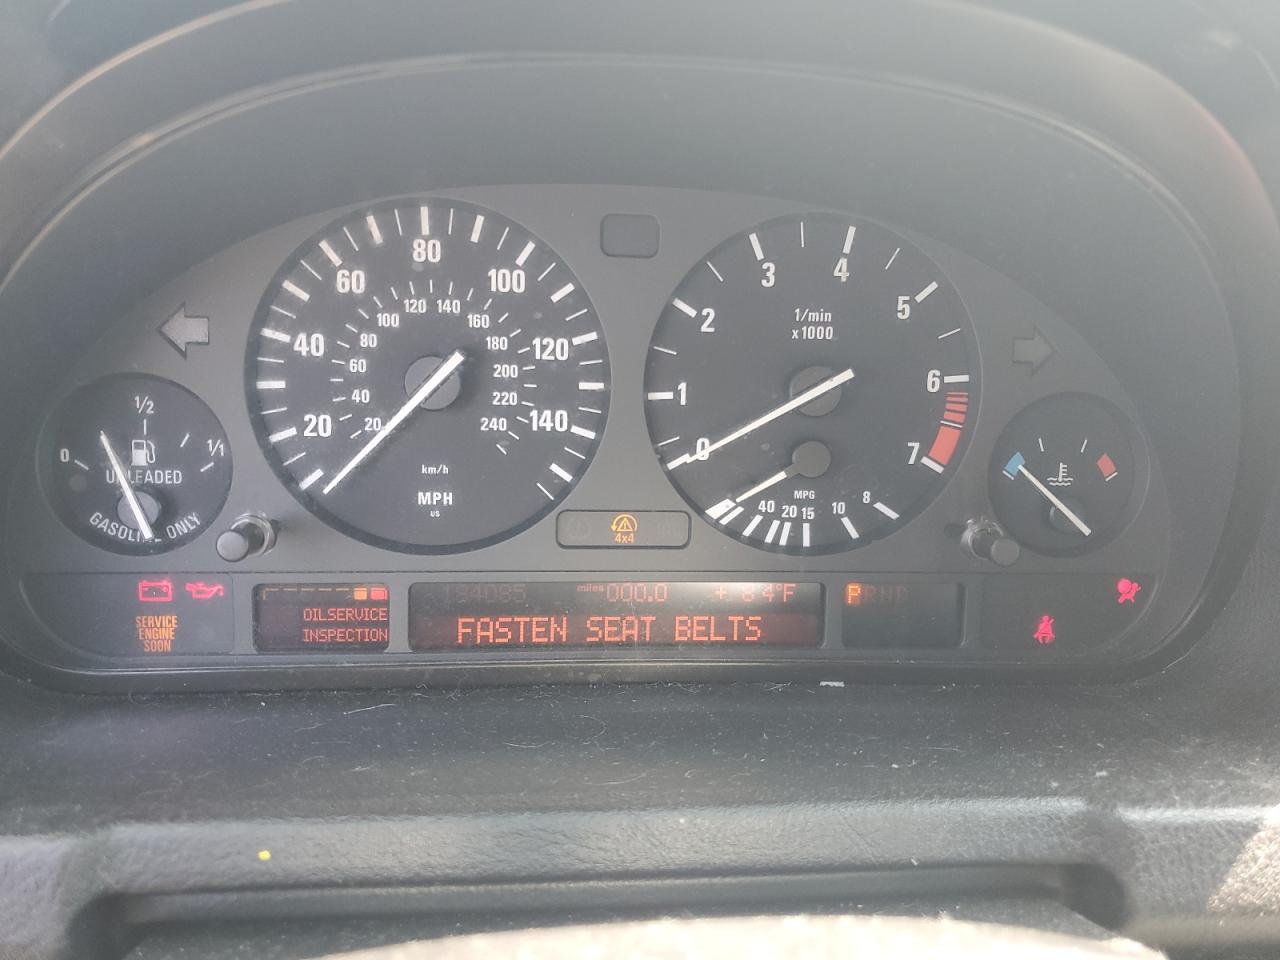 20
40
60
80
100
120
140
20
40
60
80
100
120
140
160
180
200
220
240
km/h
MPH
US
0
1
2
3
4
5
6
7
1/min
x1000
MPG
40
20
15
10
8
0
1/2
1/1
UNLEADED
GASOLINE ONLY
4x4
SERVICE
ENGINE
SOON
OILSERVICE
INSPECTION
miles 000.0 + 84°F
FASTEN SEAT BELTS
PRND